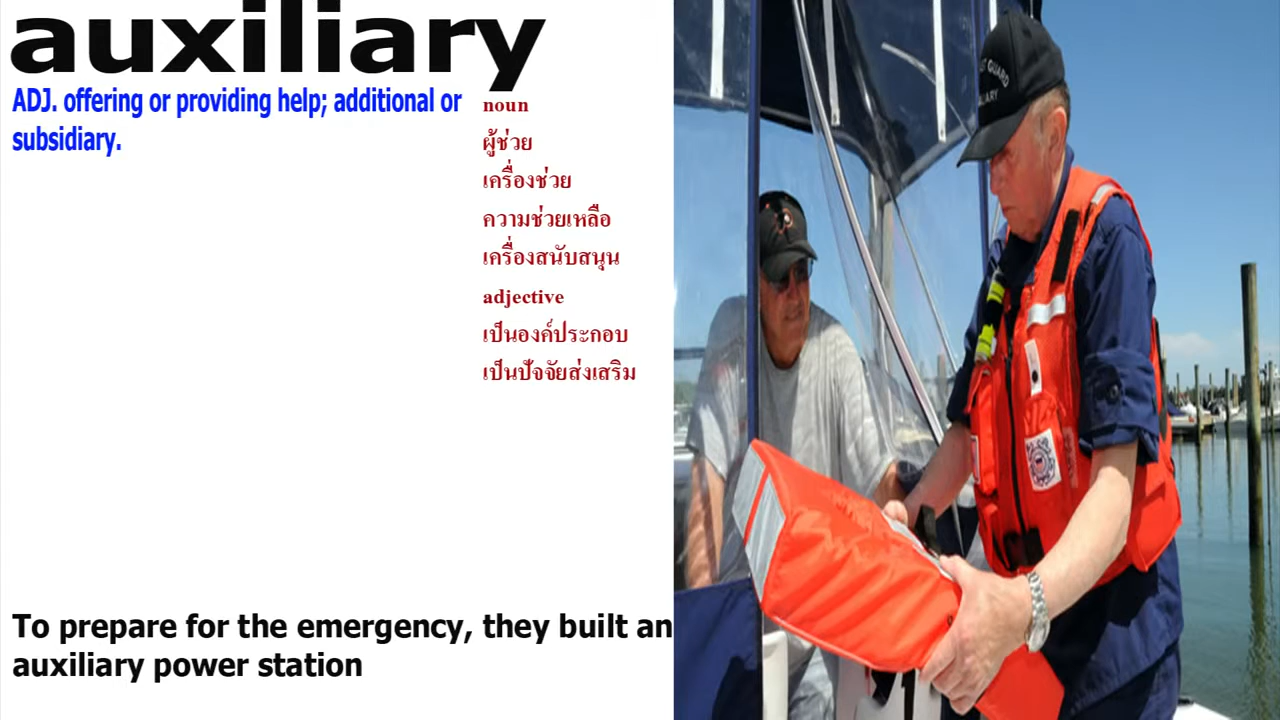 auxiliary
ADJ. offering or providing help; additional or
subsidiary.
noun
ผู้ช่วย
เครื่องช่วย
ความช่วยเหลือ
เครื่องสนับสนุน
adjective
เป็นองค์ประกอบ
เป็นปัจจัยส่งเสริม
To prepare for the emergency, they built an
auxiliary power station
GUARD